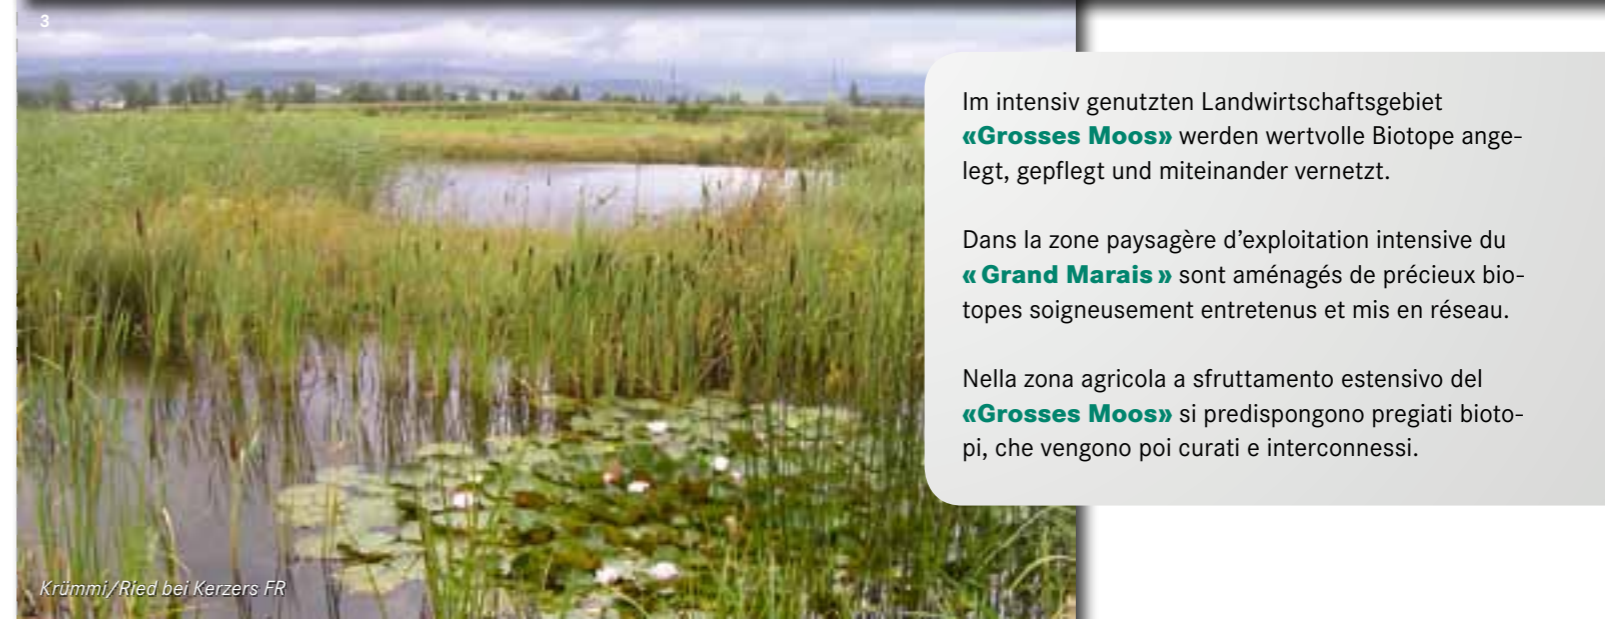 3
Im intensiv genutzten Landwirtschaftsgebiet
«Grosses Moos» werden wertvolle Biotope ange-
legt, gepflegt und miteinander vernetzt.
Dans la zone paysagère d’exploitation intensive du
« Grand Marais » sont aménagés de précieux bio-
topes soigneusement entretenus et mis en réseau.
Nella zona agricola a sfruttamento estensivo del
«Grosses Moos» si predispongono pregiati bioto-
pi, che vengono poi curati e interconnessi.
Krümmi/Ried bei Kerzers FR